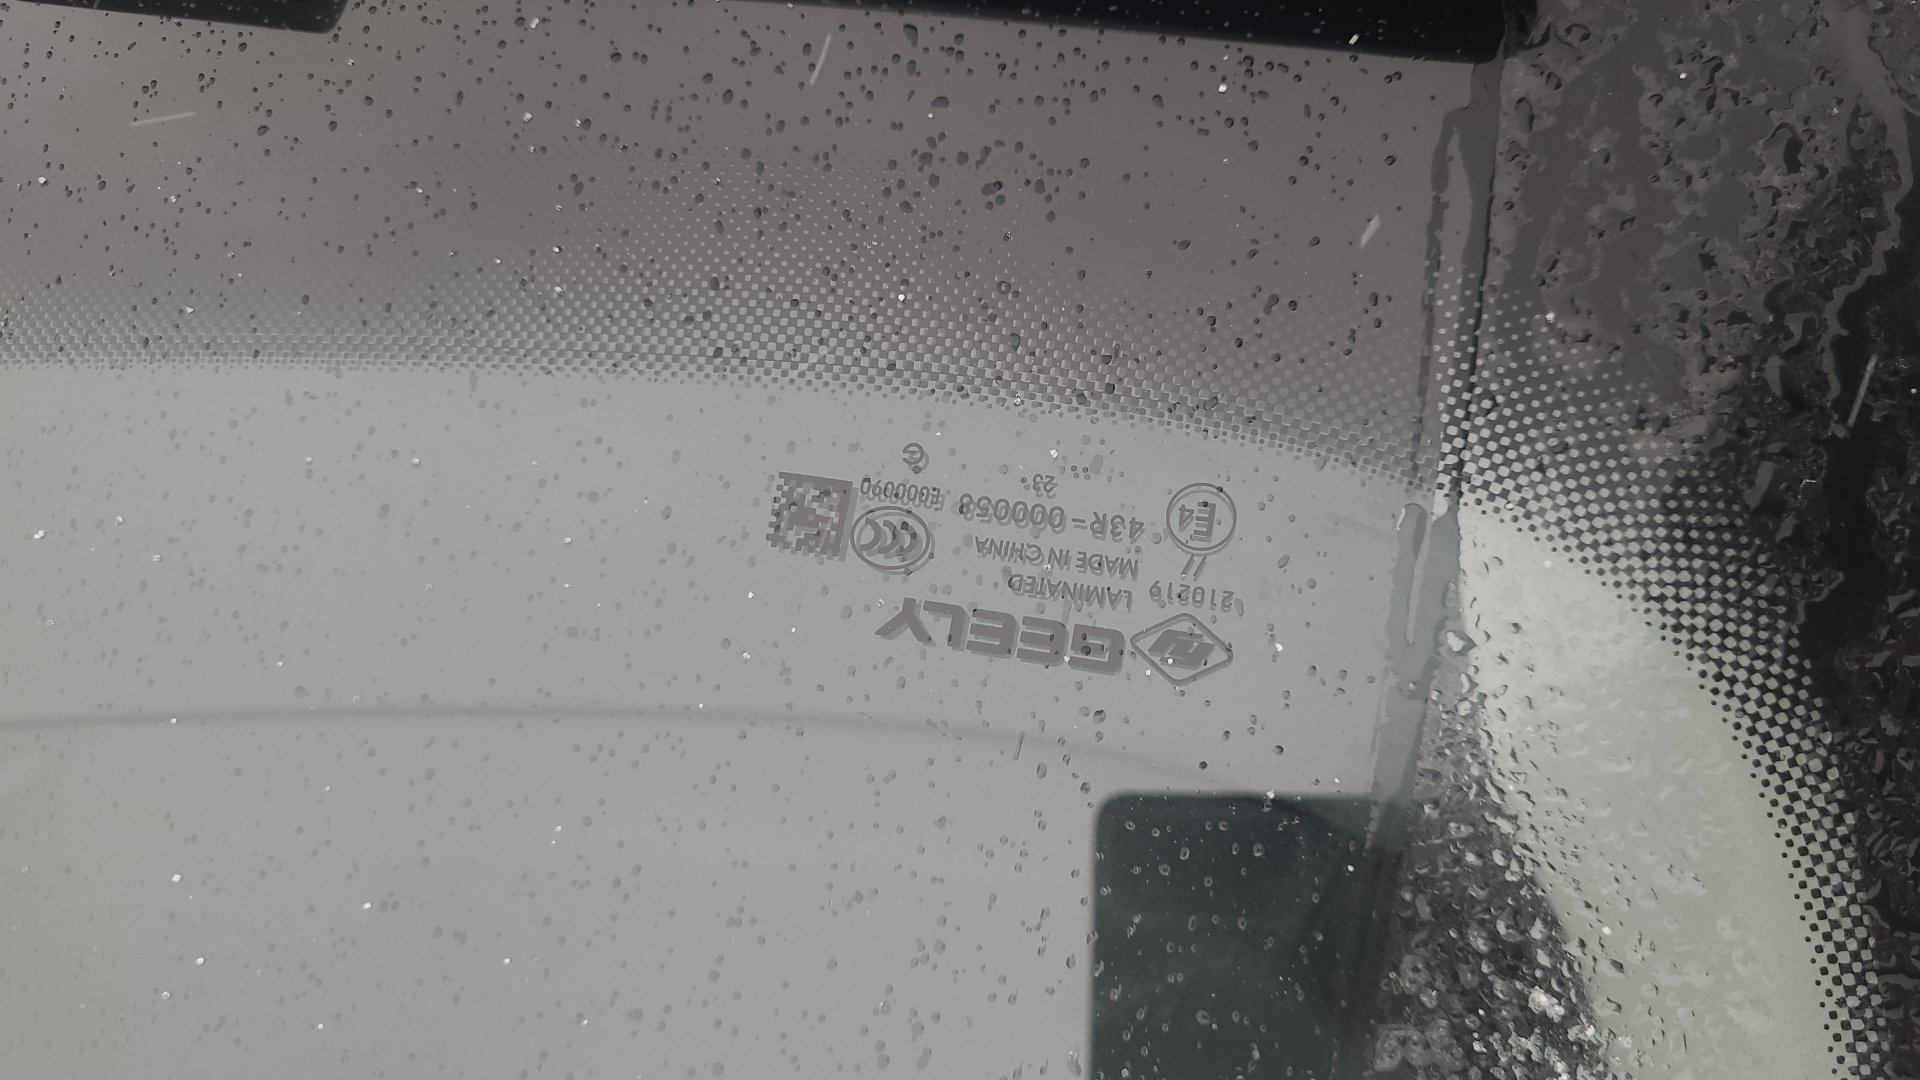 GEELY
210219 LAMINATED
// MADE IN CHINA
E4 43R-000058 E000090
23